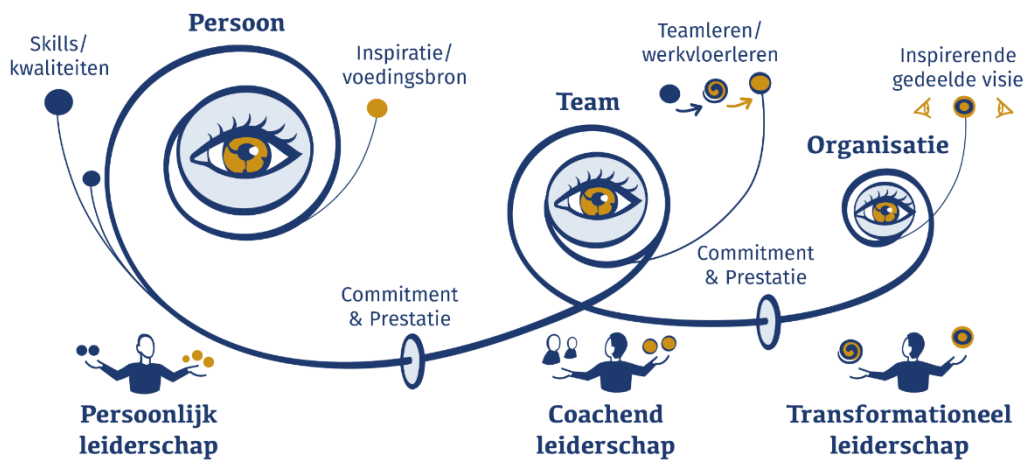 Persoon
Skills/
kwaliteiten
Inspiratie/
voedingsbron
Teamleren/
werkvloerleren
Team
Inspirerende
gedeelde visie
Organisatie
Commitment
& Prestatie
Commitment
& Prestatie
Persoonlijk
leiderschap
Coachend
leiderschap
Transformationeel
leiderschap